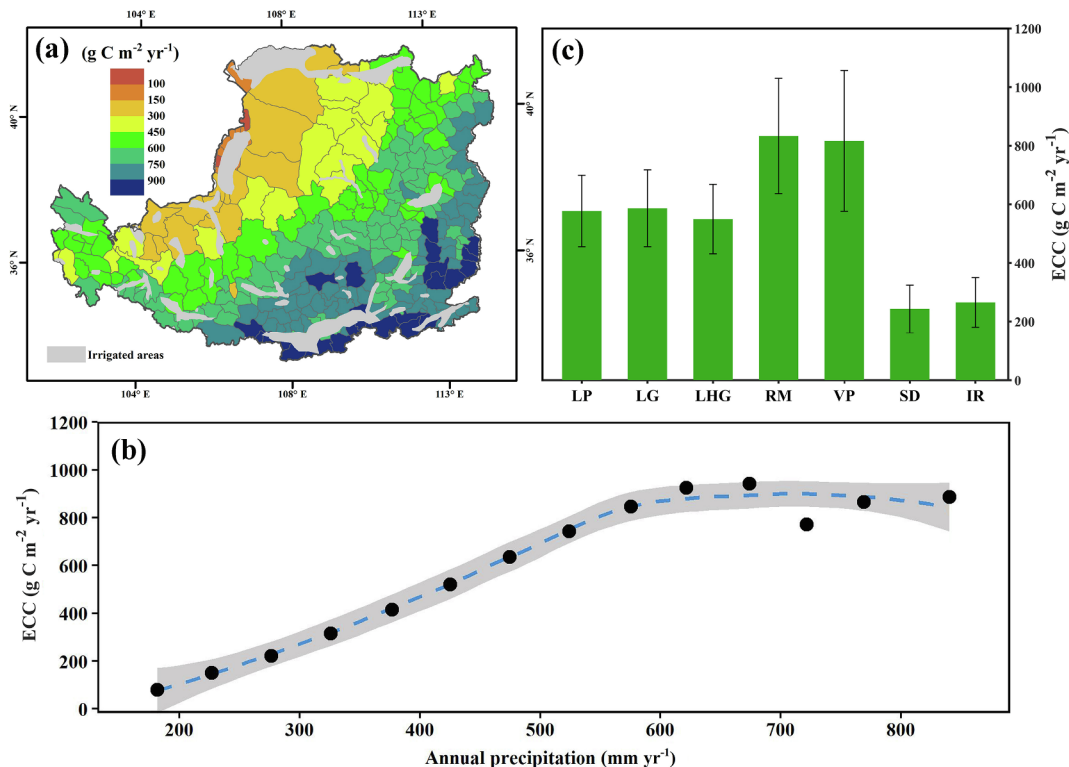 104° E 108° E 113° E
(a)
(g C m⁻² yr⁻¹)
100
150
300
450
600
750
900
40° N
36° N
40° N
36° N
Irrigated areas
104° E 108° E 113° E
(c)
1200
1000
800
600
400
200
0
ECC (g C m⁻² yr⁻¹)
LP LG LHG RM VP SD IR
(b)
1200
1000
800
600
400
200
0
ECC (g C m⁻² yr⁻¹)
200 300 400 500 600 700 800
Annual precipitation (mm yr⁻¹)